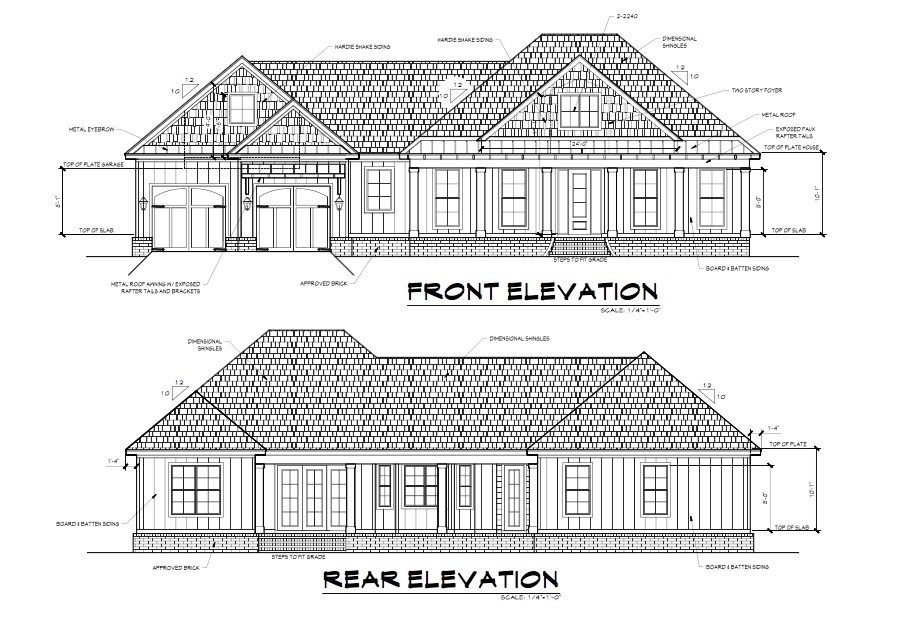 2-2240
HARDIE SHAKE SIDING
HARDIE SHAKE SIDING
DIMENSIONAL
SHINGLES
12
10
12
10
12
10
TWO STORY FOYER
METAL ROOF
METAL EYEBROW
EXPOSED FAUX
RAFTER TAILS
24'-0"
TOP OF PLATE HOUSE
TOP OF PLATE GARAGE
8'-1"
8'-0"
10'-1"
TOP OF SLAB
TOP OF SLAB
STEPS TO FIT GRADE
BOARD & BATTEN SIDING
METAL ROOF AWNING W/ EXPOSED
RAFTER TAILS AND BRACKETS
APPROVED BRICK
FRONT ELEVATION
SCALE: 1/4"=1'-0"
DIMENSIONAL
SHINGLES
DIMENSIONAL SHINGLES
12
10
12
10
1'-4"
TOP OF PLATE
1'-4"
8'-0"
10'-1"
BOARD & BATTEN SIDING
TOP OF SLAB
STEPS TO FIT GRADE
APPROVED BRICK
BOARD & BATTEN SIDING
REAR ELEVATION
SCALE: 1/4"=1'-0"